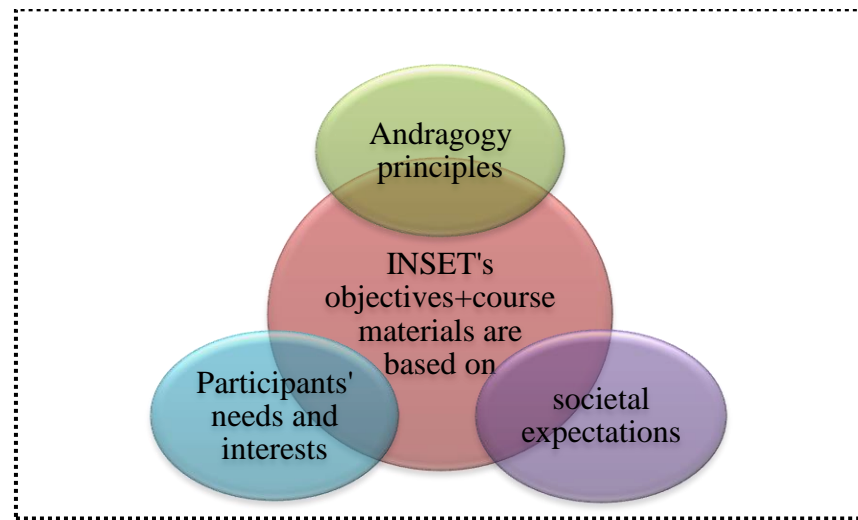 Andragogy
principles
INSET's
objectives+course
materials are
based on
Participants'
needs and
interests
societal
expectations